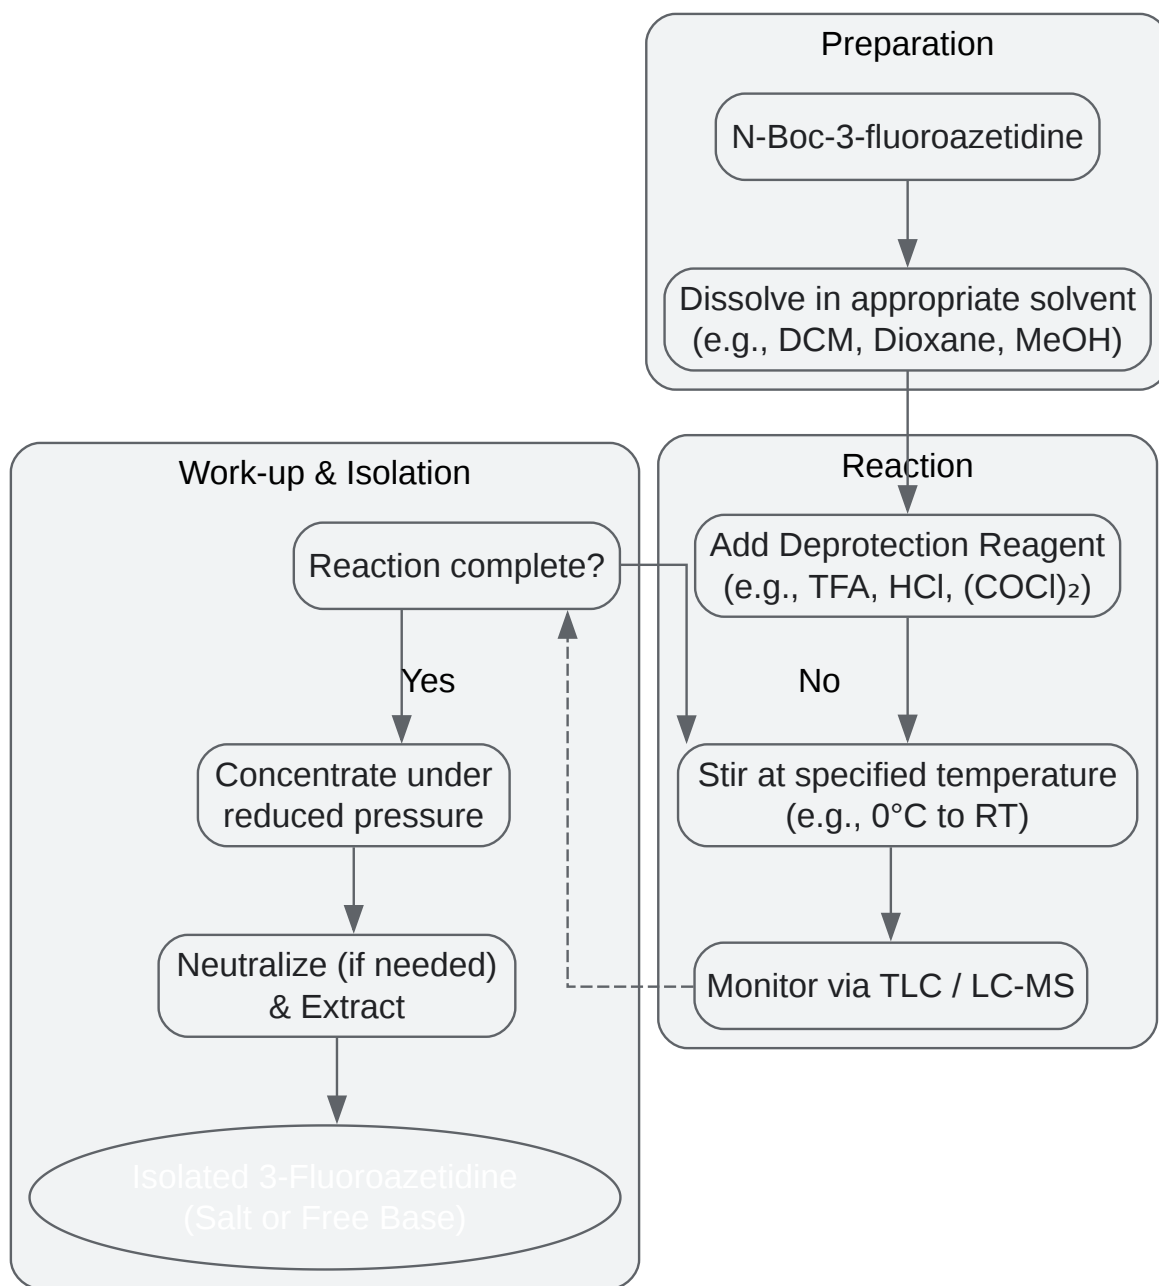 Preparation
N-Boc-3-fluoroazetidine
Dissolve in appropriate solvent
(e.g., DCM, Dioxane, MeOH)
Reaction
Add Deprotection Reagent
(e.g., TFA, HCl, (COCl)₂)
No
Stir at specified temperature
(e.g., 0°C to RT)
Monitor via TLC / LC-MS
Work-up & Isolation
Reaction complete?
Yes
Concentrate under
reduced pressure
Neutralize (if needed)
& Extract
Isolated 3-Fluoroazetidine
(Salt or Free Base)